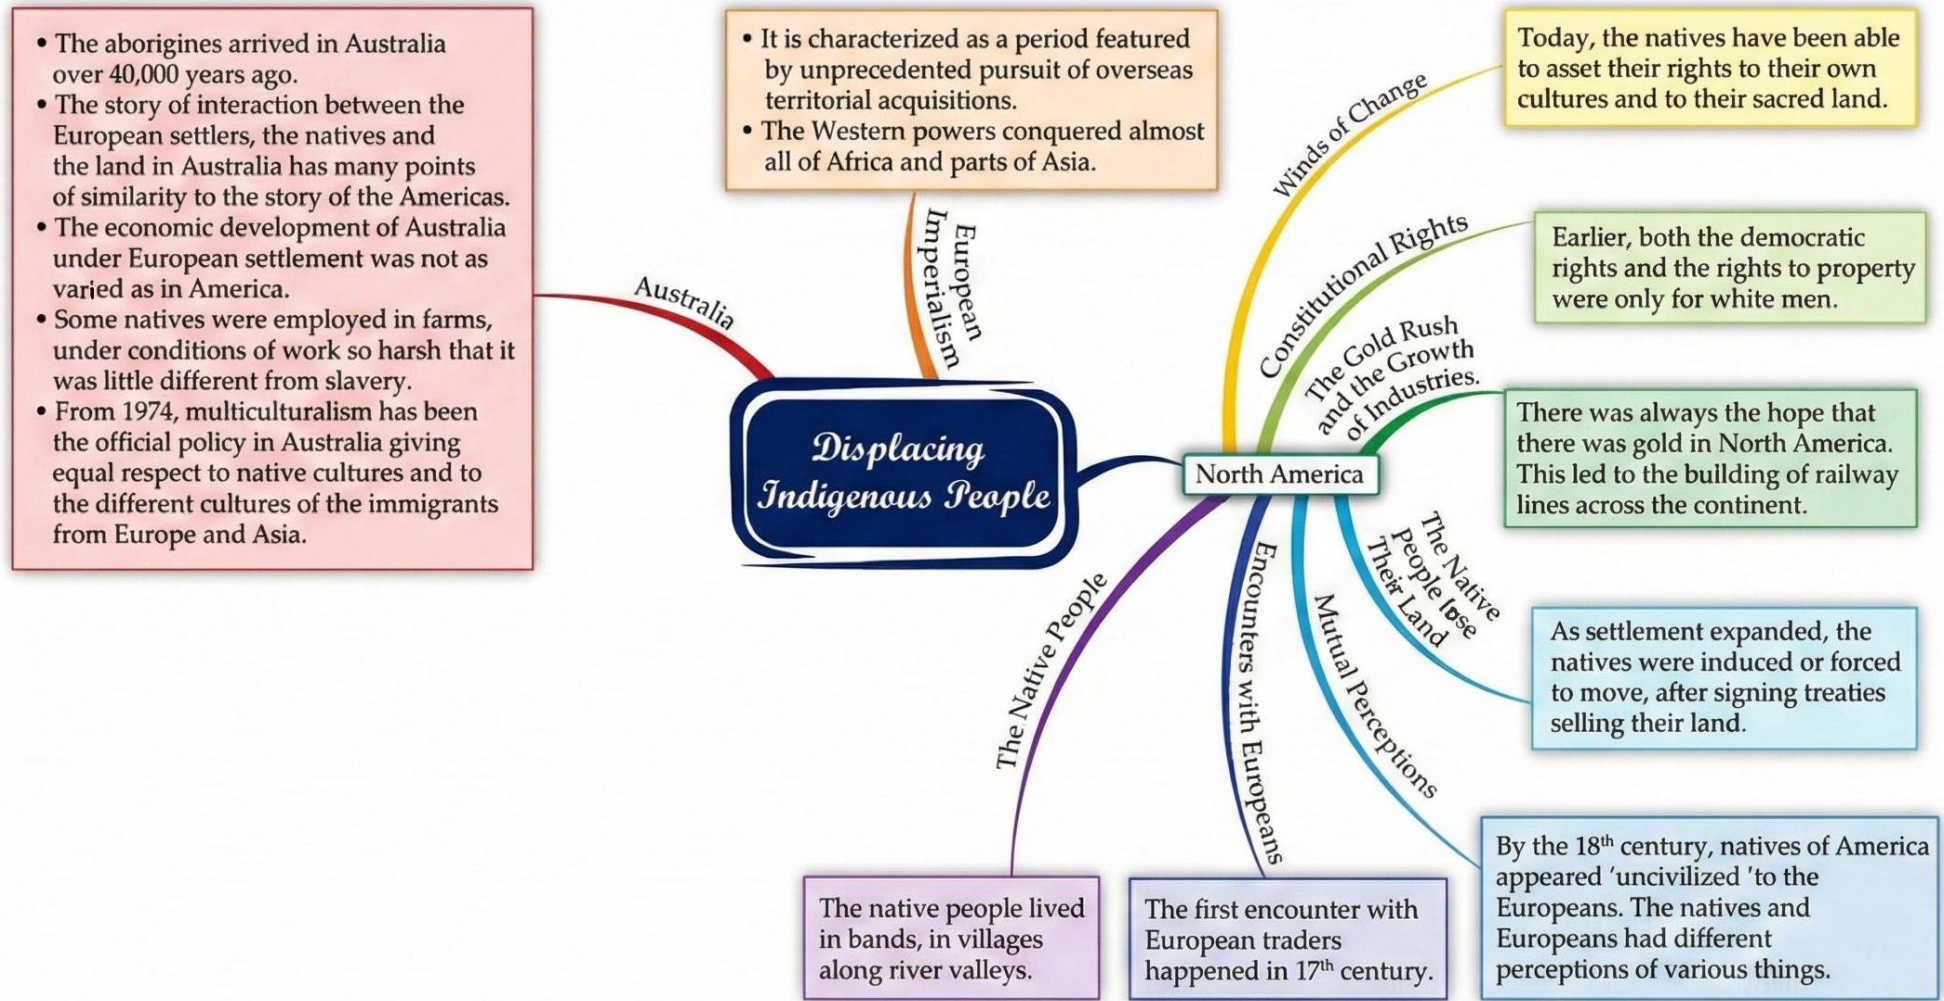 • The aborigines arrived in Australia
over 40,000 years ago.
• The story of interaction between the
European settlers, the natives and
the land in Australia has many points
of similarity to the story of the Americas.
• The economic development of Australia
under European settlement was not as
varied as in America.
• Some natives were employed in farms,
under conditions of work so harsh that it
was little different from slavery.
• From 1974, multiculturalism has been
the official policy in Australia giving
equal respect to native cultures and to
the different cultures of the immigrants
from Europe and Asia.
Australia
• It is characterized as a period featured
by unprecedented pursuit of overseas
territorial acquisitions.
• The Western powers conquered almost
all of Africa and parts of Asia.
European
Imperialism
Displacing
Indigenous People
North America
Winds of Change
Today, the natives have been able
to asset their rights to their own
cultures and to their sacred land.
Constitutional Rights
Earlier, both the democratic
rights and the rights to property
were only for white men.
The Gold Rush
and the Growth
of Industries.
There was always the hope that
there was gold in North America.
This led to the building of railway
lines across the continent.
The Native
People lose
Their Land
As settlement expanded, the
natives were induced or forced
to move, after signing treaties
selling their land.
Mutual Perceptions
By the 18th century, natives of America
appeared 'uncivilized 'to the
Europeans. The natives and
Europeans had different
perceptions of various things.
Encounters with Europeans
The first encounter with
European traders
happened in 17th century.
The Native People
The native people lived
in bands, in villages
along river valleys.